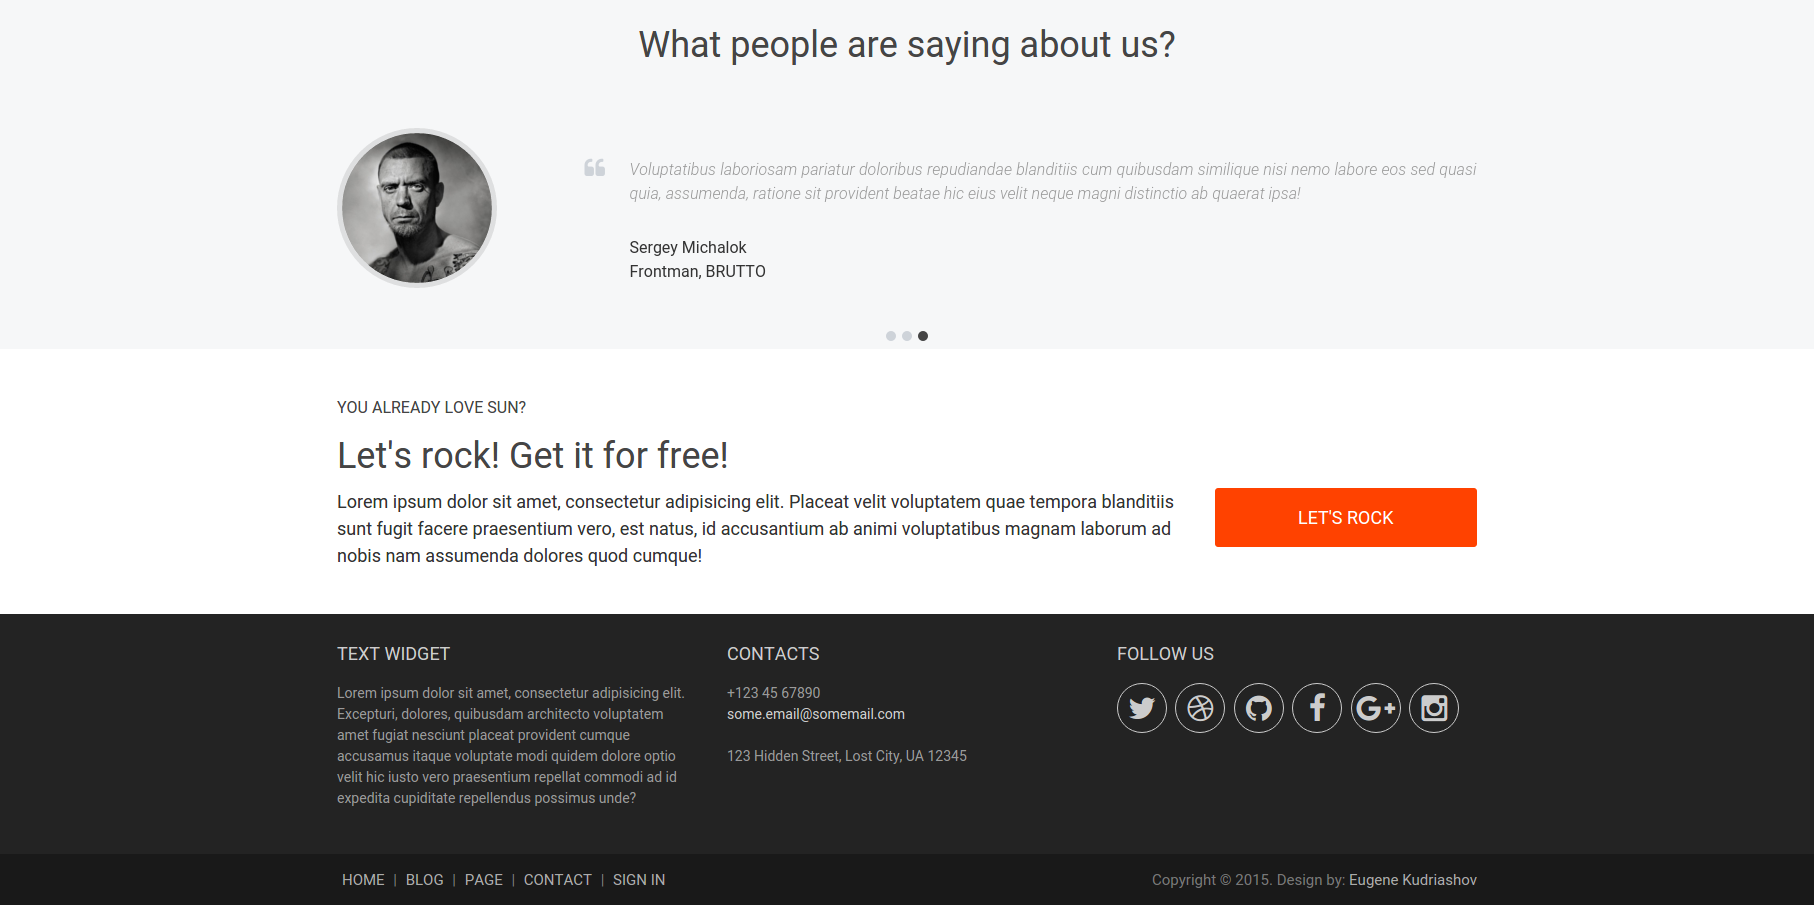 What people are saying about us?
Voluptatibus laboriosam pariatur doloribus repudiandae blanditiis cum quibusdam similique nisi nemo labore eos sed quasi
quia, assumenda, ratione sit provident beatae hic eius velit neque magni distinctio ab quaerat ipsa!
Sergey Michalok
Frontman, BRUTTO
YOU ALREADY LOVE SUN?
Let's rock! Get it for free!
Lorem ipsum dolor sit amet, consectetur adipisicing elit. Placeat velit voluptatem quae tempora blanditiis
sunt fugit facere praesentium vero, est natus, id accusantium ab animi voluptatibus magnam laborum ad
nobis nam assumenda dolores quod cumque!
LET'S ROCK
TEXT WIDGET
Lorem ipsum dolor sit amet, consectetur adipisicing elit.
Excepturi, dolores, quibusdam architecto voluptatem
amet fugiat nesciunt placeat provident cumque
accusamus itaque voluptate modi quidem dolore optio
velit hic iusto vero praesentium repellat commodi ad id
expedita cupiditate repellendus possimus unde?
CONTACTS
+123 45 67890
some.email@somemail.com
123 Hidden Street, Lost City, UA 12345
FOLLOW US
HOME | BLOG | PAGE | CONTACT | SIGN IN
Copyright © 2015. Design by: Eugene Kudriashov